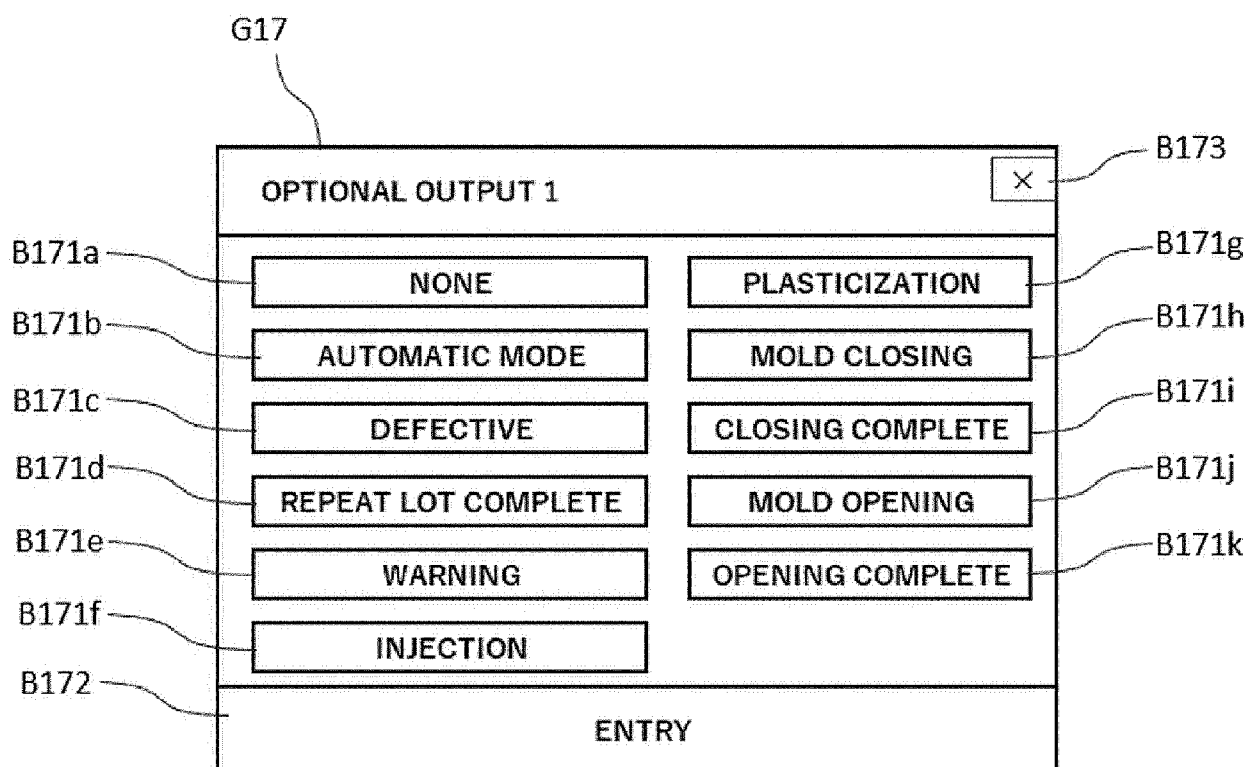 G17
B173
×
OPTIONAL OUTPUT 1
B171a
NONE
PLASTICIZATION
B171g
B171b
AUTOMATIC MODE
MOLD CLOSING
B171h
B171c
DEFECTIVE
CLOSING COMPLETE
B171i
B171d
REPEAT LOT COMPLETE
MOLD OPENING
B171j
B171e
WARNING
OPENING COMPLETE
B171k
B171f
INJECTION
B172
ENTRY